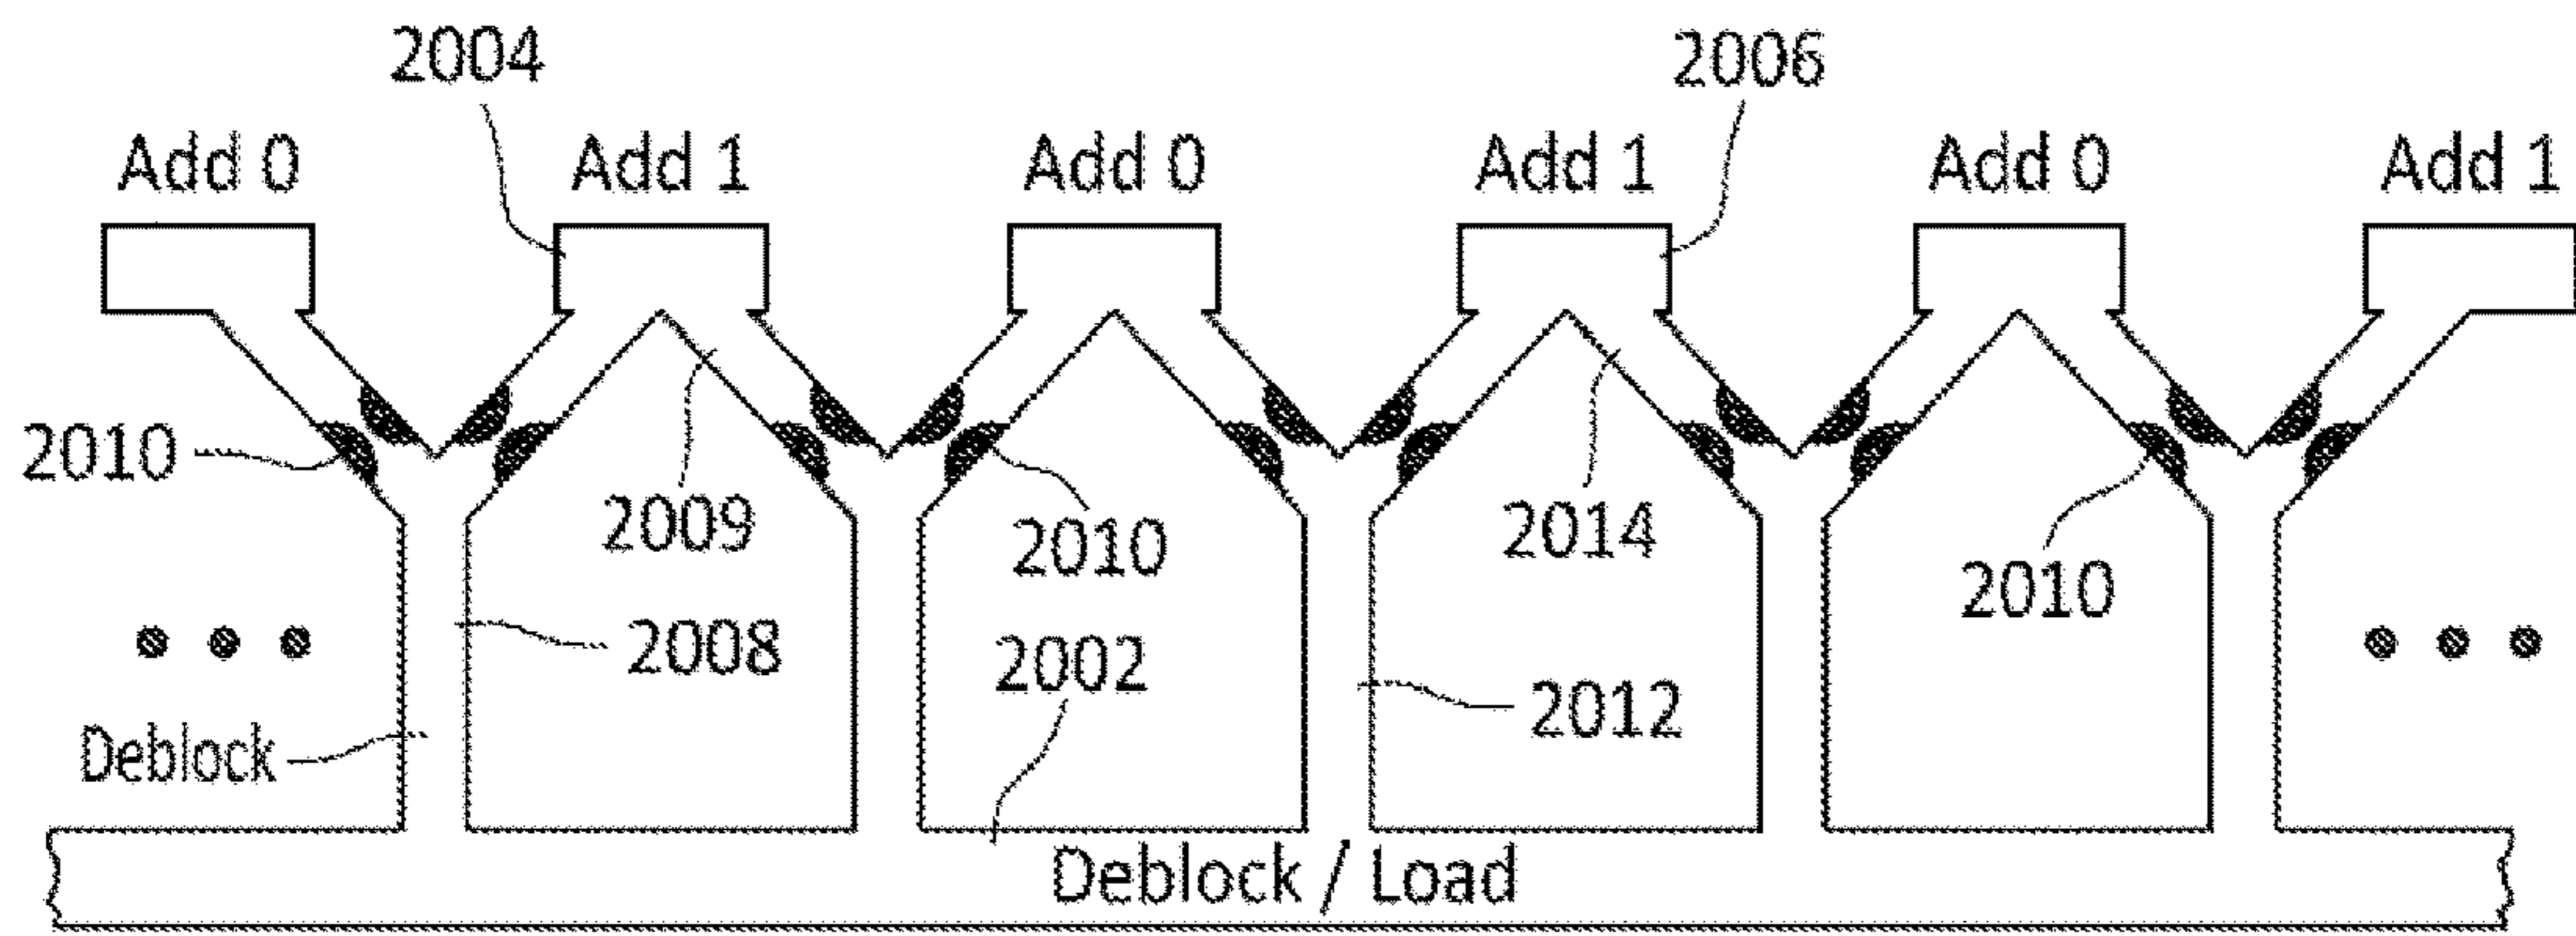 2004 2006
Add 0 Add 1 Add 0 Add 1 Add 0 Add 1
2010 2009 2010 2014 2010
2008 2002 2012
Deblock
Deblock / Load